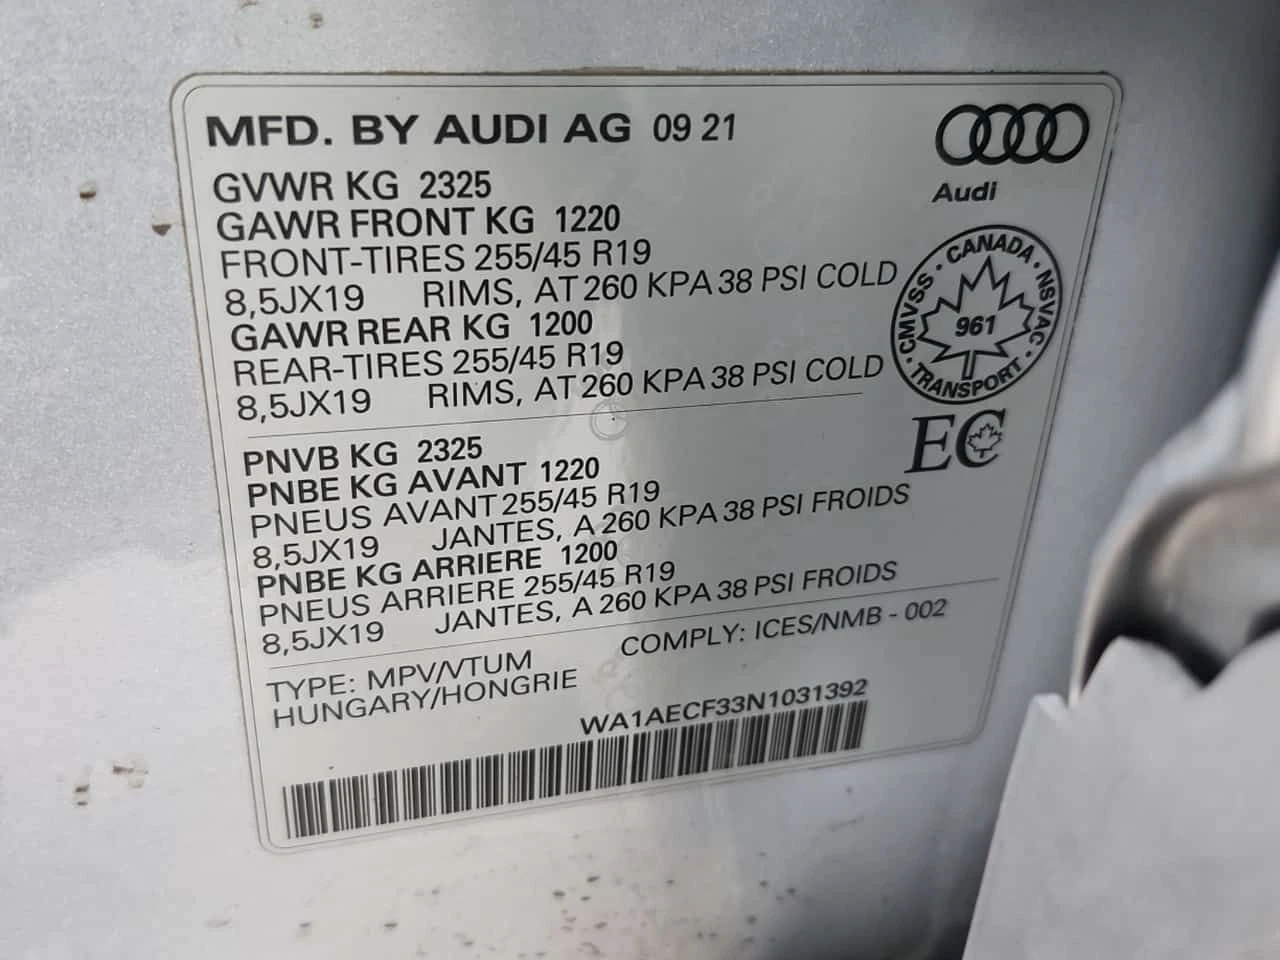 MFD. BY AUDI AG 09 21
Audi
GVWR KG 2325
GAWR FRONT KG 1220
FRONT-TIRES 255/45 R19
8,5JX19 RIMS, AT 260 KPA 38 PSI COLD
GAWR REAR KG 1200
REAR-TIRES 255/45 R19
8,5JX19 RIMS, AT 260 KPA 38 PSI COLD
CMVSS · CANADA · NSVAC · TRANSPORT ·
961
EC
PNVB KG 2325
PNBE KG AVANT 1220
PNEUS AVANT 255/45 R19
8,5JX19 JANTES, A 260 KPA 38 PSI FROIDS
PNBE KG ARRIERE 1200
PNEUS ARRIERE 255/45 R19
8,5JX19 JANTES, A 260 KPA 38 PSI FROIDS
TYPE: MPV/VTUM COMPLY: ICES/NMB - 002
HUNGARY/HONGRIE
WA1AECF33N1031392